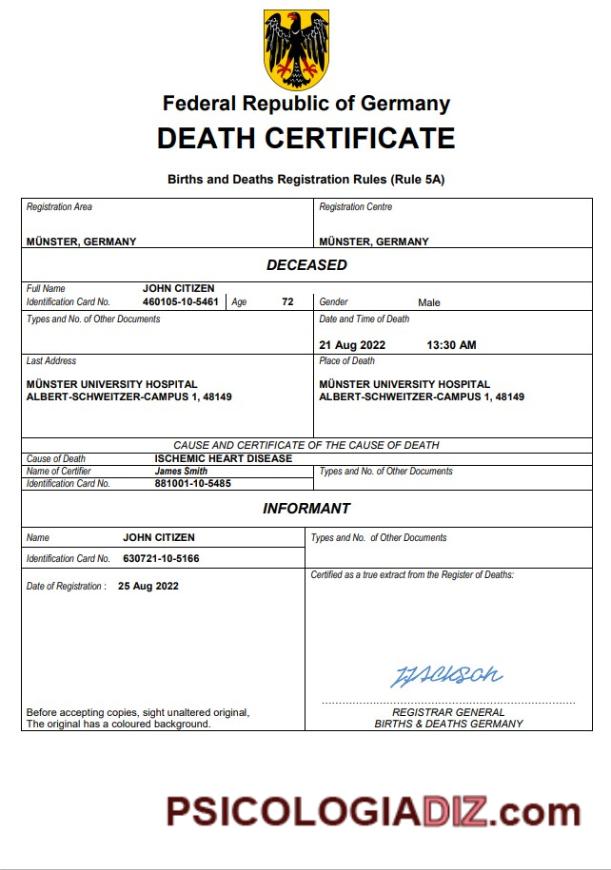 Federal Republic of Germany
DEATH CERTIFICATE
Births and Deaths Registration Rules (Rule 5A)
Registration Area
Registration Centre
MÜNSTER, GERMANY
MÜNSTER, GERMANY
DECEASED
Full Name JOHN CITIZEN
Identification Card No. 460105-10-5461 Age 72 Gender Male
Types and No. of Other Documents
Date and Time of Death
21 Aug 2022 13:30 AM
Last Address
Place of Death
MÜNSTER UNIVERSITY HOSPITAL
ALBERT-SCHWEITZER-CAMPUS 1, 48149
MÜNSTER UNIVERSITY HOSPITAL
ALBERT-SCHWEITZER-CAMPUS 1, 48149
CAUSE AND CERTIFICATE OF THE CAUSE OF DEATH
Cause of Death ISCHEMIC HEART DISEASE
Name of Certifier James Smith
Types and No. of Other Documents
Identification Card No. 881001-10-5485
INFORMANT
Name JOHN CITIZEN
Types and No. of Other Documents
Identification Card No. 630721-10-5166
Certified as a true extract from the Register of Deaths:
Date of Registration : 25 Aug 2022
Before accepting copies, sight unaltered original,
The original has a coloured background.
REGISTRAR GENERAL
BIRTHS & DEATHS GERMANY
PSICOLOGIADIZ.com